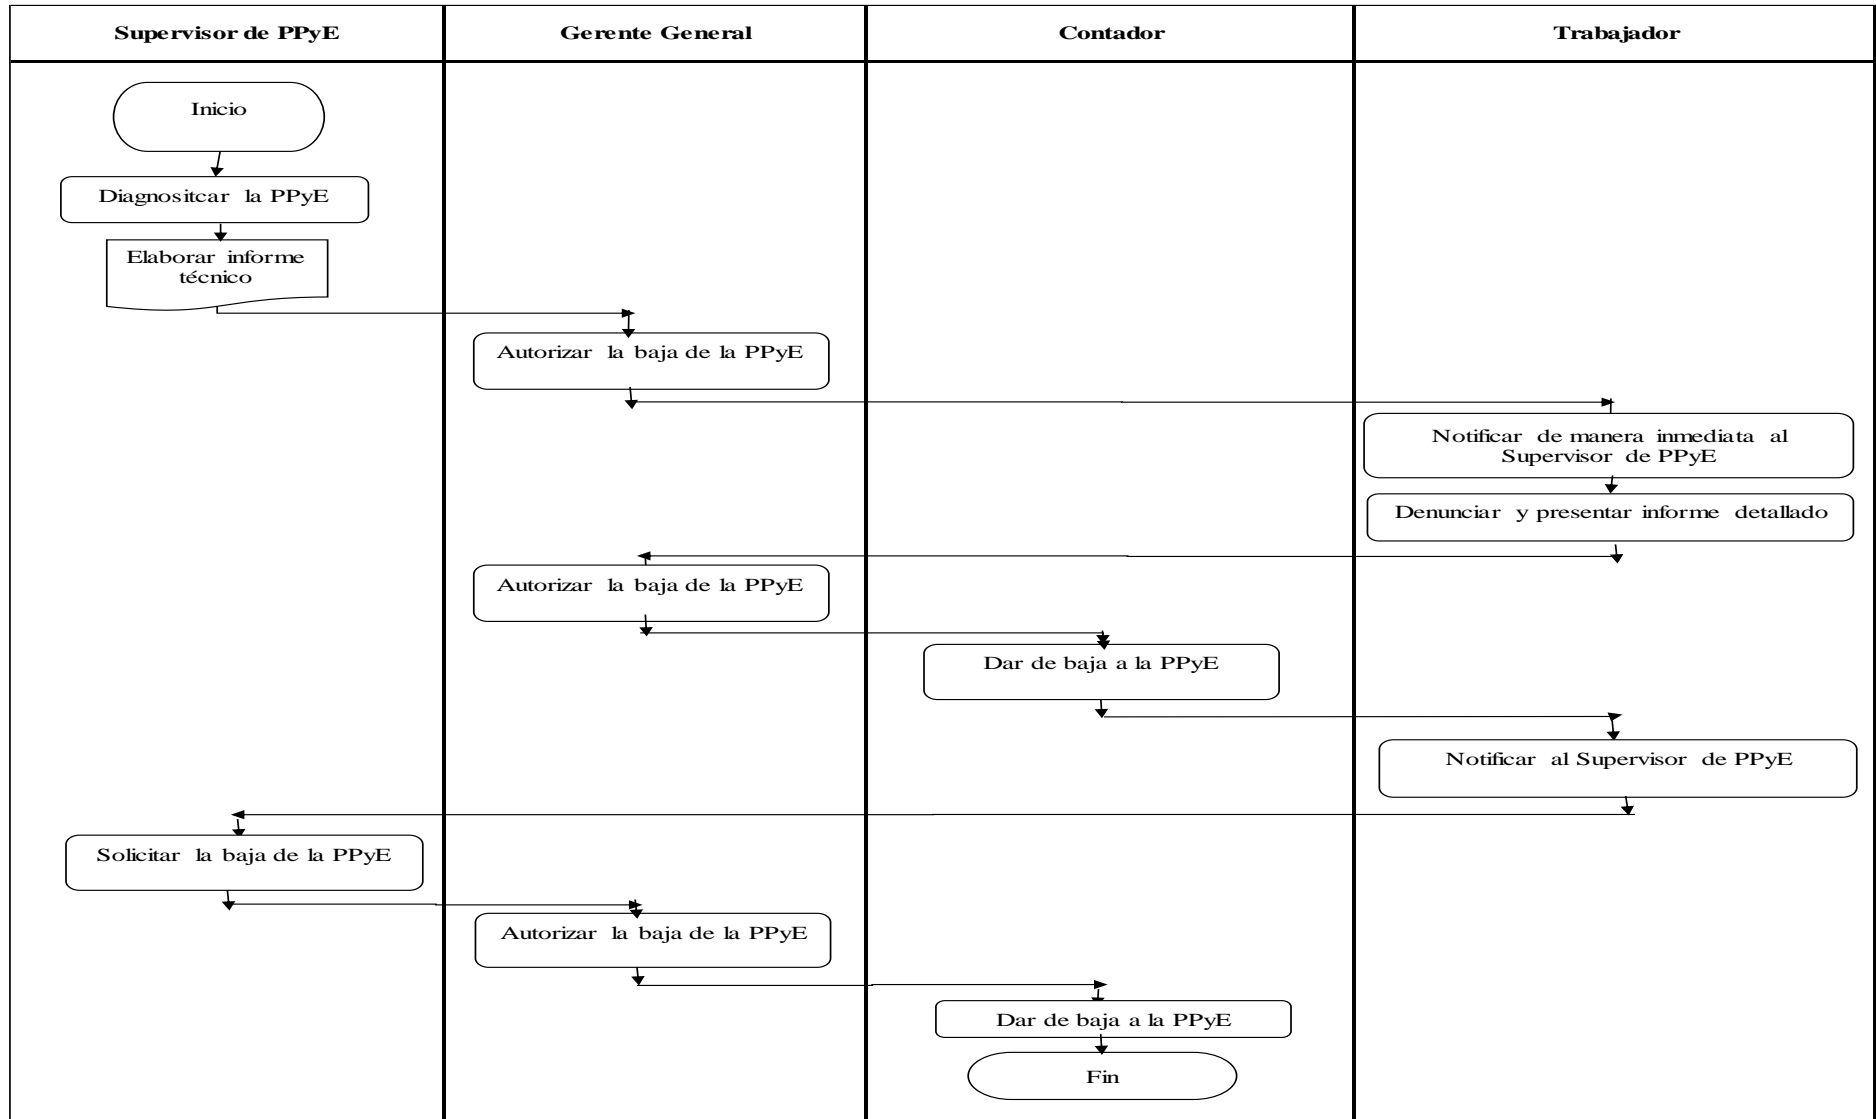 Supervisor de PPyE
Gerente General
Contador
Trabajador
Inicio
Diagnositcar la PPyE
Elaborar informe
técnico
Autorizar la baja de la PPyE
Notificar de manera inmediata al
Supervisor de PPyE
Denunciar y presentar informe detallado
Autorizar la baja de la PPyE
Dar de baja a la PPyE
Notificar al Supervisor de PPyE
Solicitar la baja de la PPyE
Autorizar la baja de la PPyE
Dar de baja a la PPyE
Fin